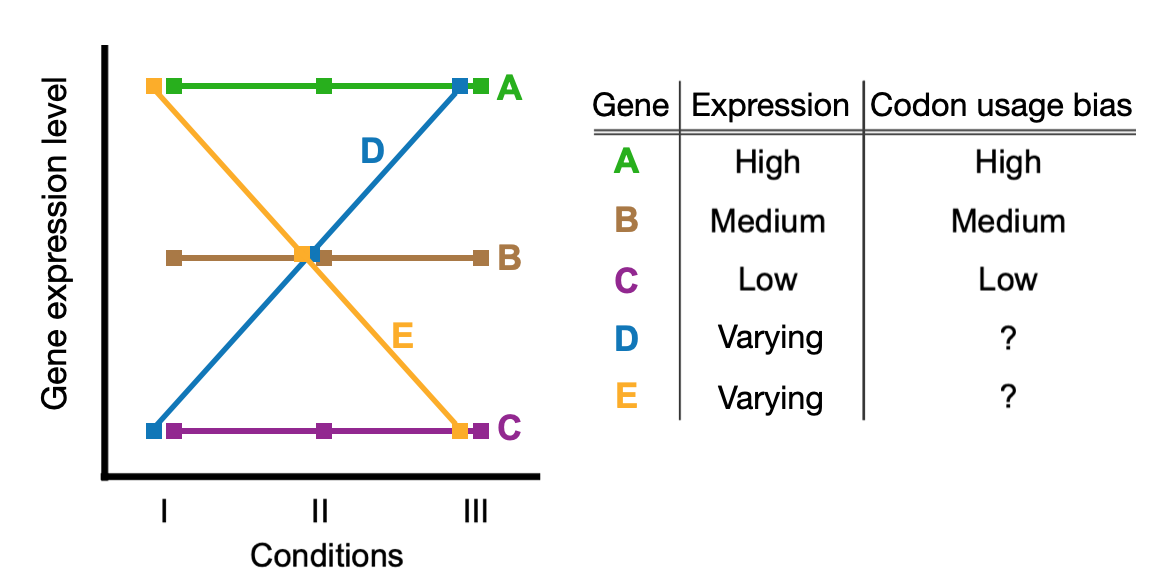 Gene expression level
A
D
B
E
C
I II III
Conditions
Gene Expression Codon usage bias
A High High
B Medium Medium
C Low Low
D Varying ?
E Varying ?